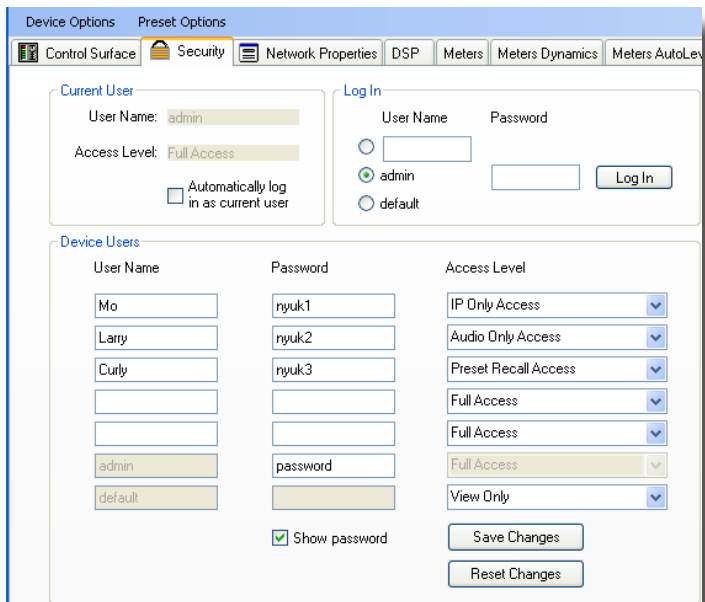 Device Options Preset Options
Control Surface Security Network Properties DSP Meters Meters Dynamics Meters AutoLev
Current User
User Name: admin
Access Level: Full Access
Automatically log
in as current user
Log In
User Name Password
admin
default
Log In
Device Users
User Name Password Access Level
Mo nyuk1 IP Only Access
Larry nyuk2 Audio Only Access
Curly nyuk3 Preset Recall Access
Full Access
Full Access
admin password Full Access
default View Only
Show password Save Changes
Reset Changes